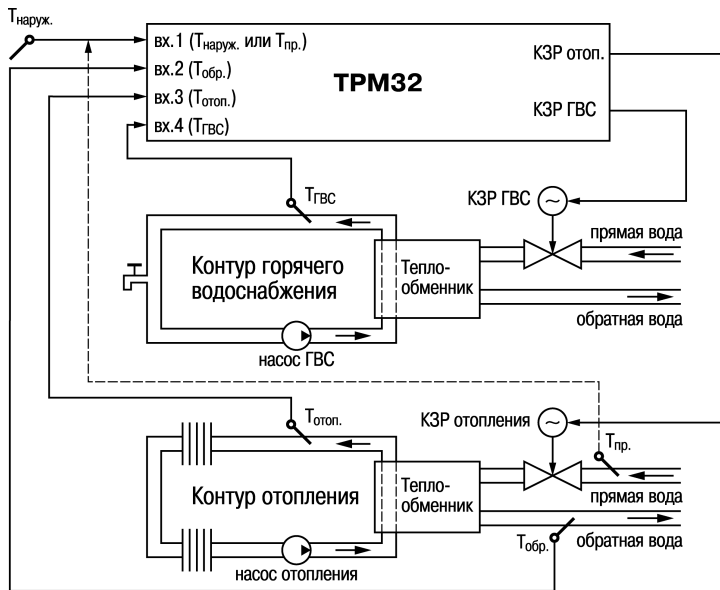 Тнаруж.
вх.1 (Тнаруж. или Тпр.)
вх.2 (Тобр.)
вх.3 (Тотоп.)
вх.4 (ТГВС)
ТРМ32
КЗР отоп.
КЗР ГВС
ТГВС
КЗР ГВС
~
прямая вода
Контур горячего
водоснабжения
Тепло-
обменник
обратная вода
насос ГВС
Тотоп.
КЗР отопления
~
Тпр.
Контур отопления
Тепло-
обменник
прямая вода
Тобр.
обратная вода
насос отопления